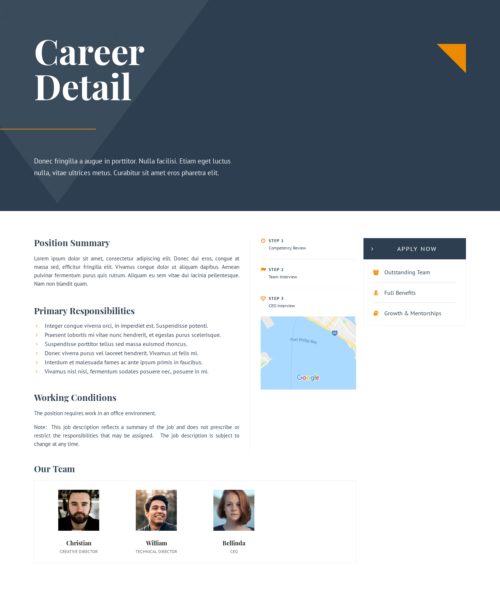 Career
Detail
Donec fringilla a augue in porttitor. Nulla facilisi. Etiam eget luctus
nulla, vitae ultrices metus. Curabitur sit amet eros pharetra elit.
Position Summary
Lorem ipsum dolor sit amet, consectetur adipiscing elit. Donec dui eros, congue at
massa sed, efficitur fringilla elit. Vivamus congue dolor ut aliquam dapibus. Aenean
pulvinar fermentum purus quis rutrum. Aliquam eu sem vitae dui lacinia pellentesque.
Nam non blandit quam.
Primary Responsibilities
Integer congue viverra orci, in imperdiet est. Suspendisse potenti.
Praesent lobortis mi vitae nunc hendrerit, et egestas purus scelerisque.
Suspendisse porttitor tellus sed massa euismod rhoncus.
Donec viverra purus vel laoreet hendrerit. Vivamus ut felis mi.
Interdum et malesuada fames ac ante ipsum primis in faucibus.
Vivamus nisl nisl, fermentum sodales posuere nec, posuere in mi.
Working Conditions
The position requires work in an office environment.
Note: This job description reflects a summary of the job and does not prescribe or
restrict the responsibilities that may be assigned. The job description is subject to
change at any time.
STEP 1
Competency Review
STEP 2
Team Interview
STEP 3
CEO Interview
Port Phillip Bay
Google
APPLY NOW
Outstanding Team
Full Benefits
Growth & Mentorships
Our Team
Christian
CREATIVE DIRECTOR
William
TECHNICAL DIRECTOR
Bellinda
CEO